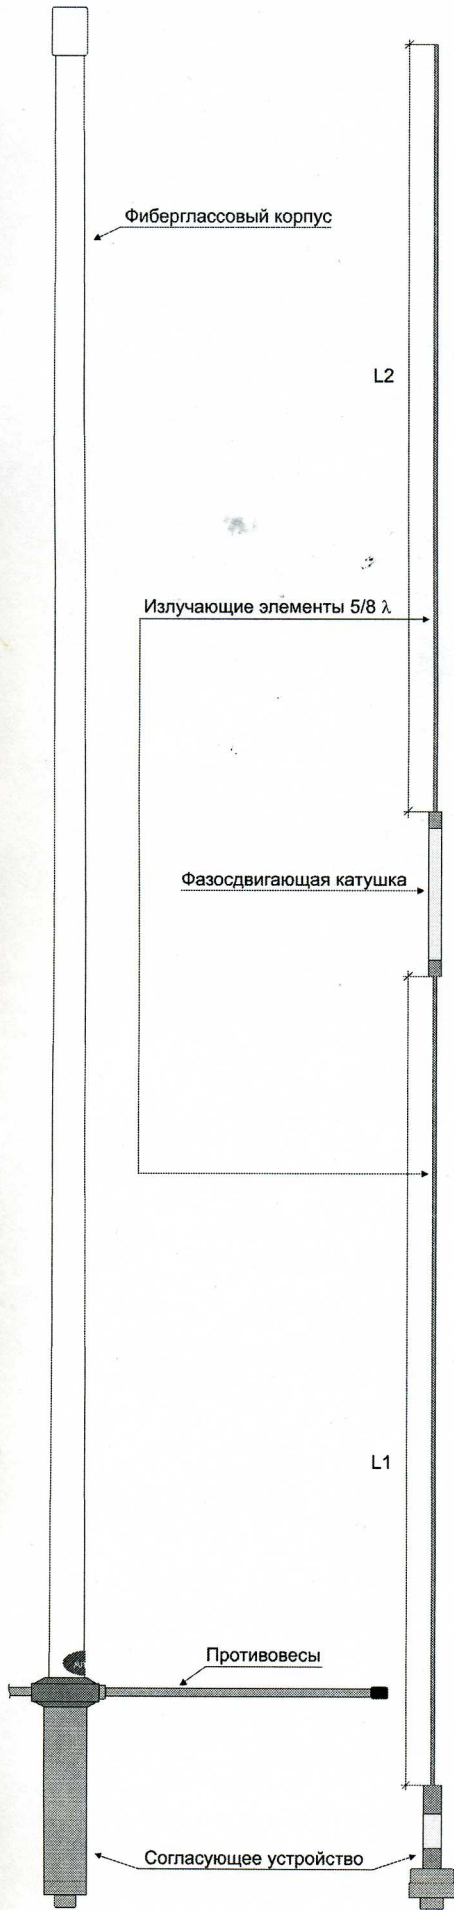 Фиберглассовый корпус
L2
Излучающие элементы 5/8 λ
Фазосдвигающая катушка
L1
Противовесы
Согласующее устройство